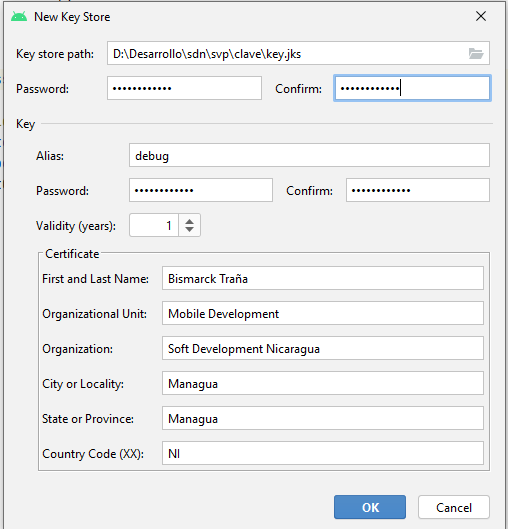 New Key Store
Key store path: D:\Desarrollo\sdn\svp\clave\key.jks
Password: •••••••••••• Confirm: ••••••••••••
Key
Alias: debug
Password: •••••••••••• Confirm: ••••••••••••
Validity (years): 1
Certificate
First and Last Name: Bismarck Traña
Organizational Unit: Mobile Development
Organization: Soft Development Nicaragua
City or Locality: Managua
State or Province: Managua
Country Code (XX): NI
OK Cancel